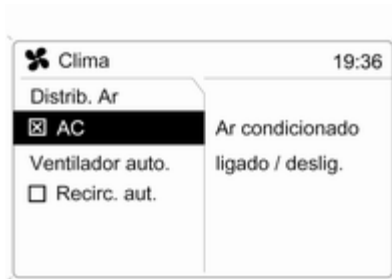 Clima 19:36
Distrib. Ar
AC
Ventilador auto.
Recirc. aut.
Ar condicionado
ligado / deslig.